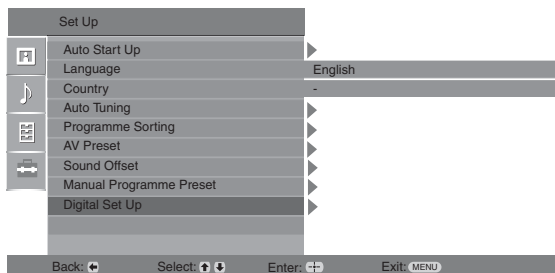 Set Up
Auto Start Up
Language English
Country -
Auto Tuning
Programme Sorting
AV Preset
Sound Offset
Manual Programme Preset
Digital Set Up
Back: Select: Enter: Exit: MENU